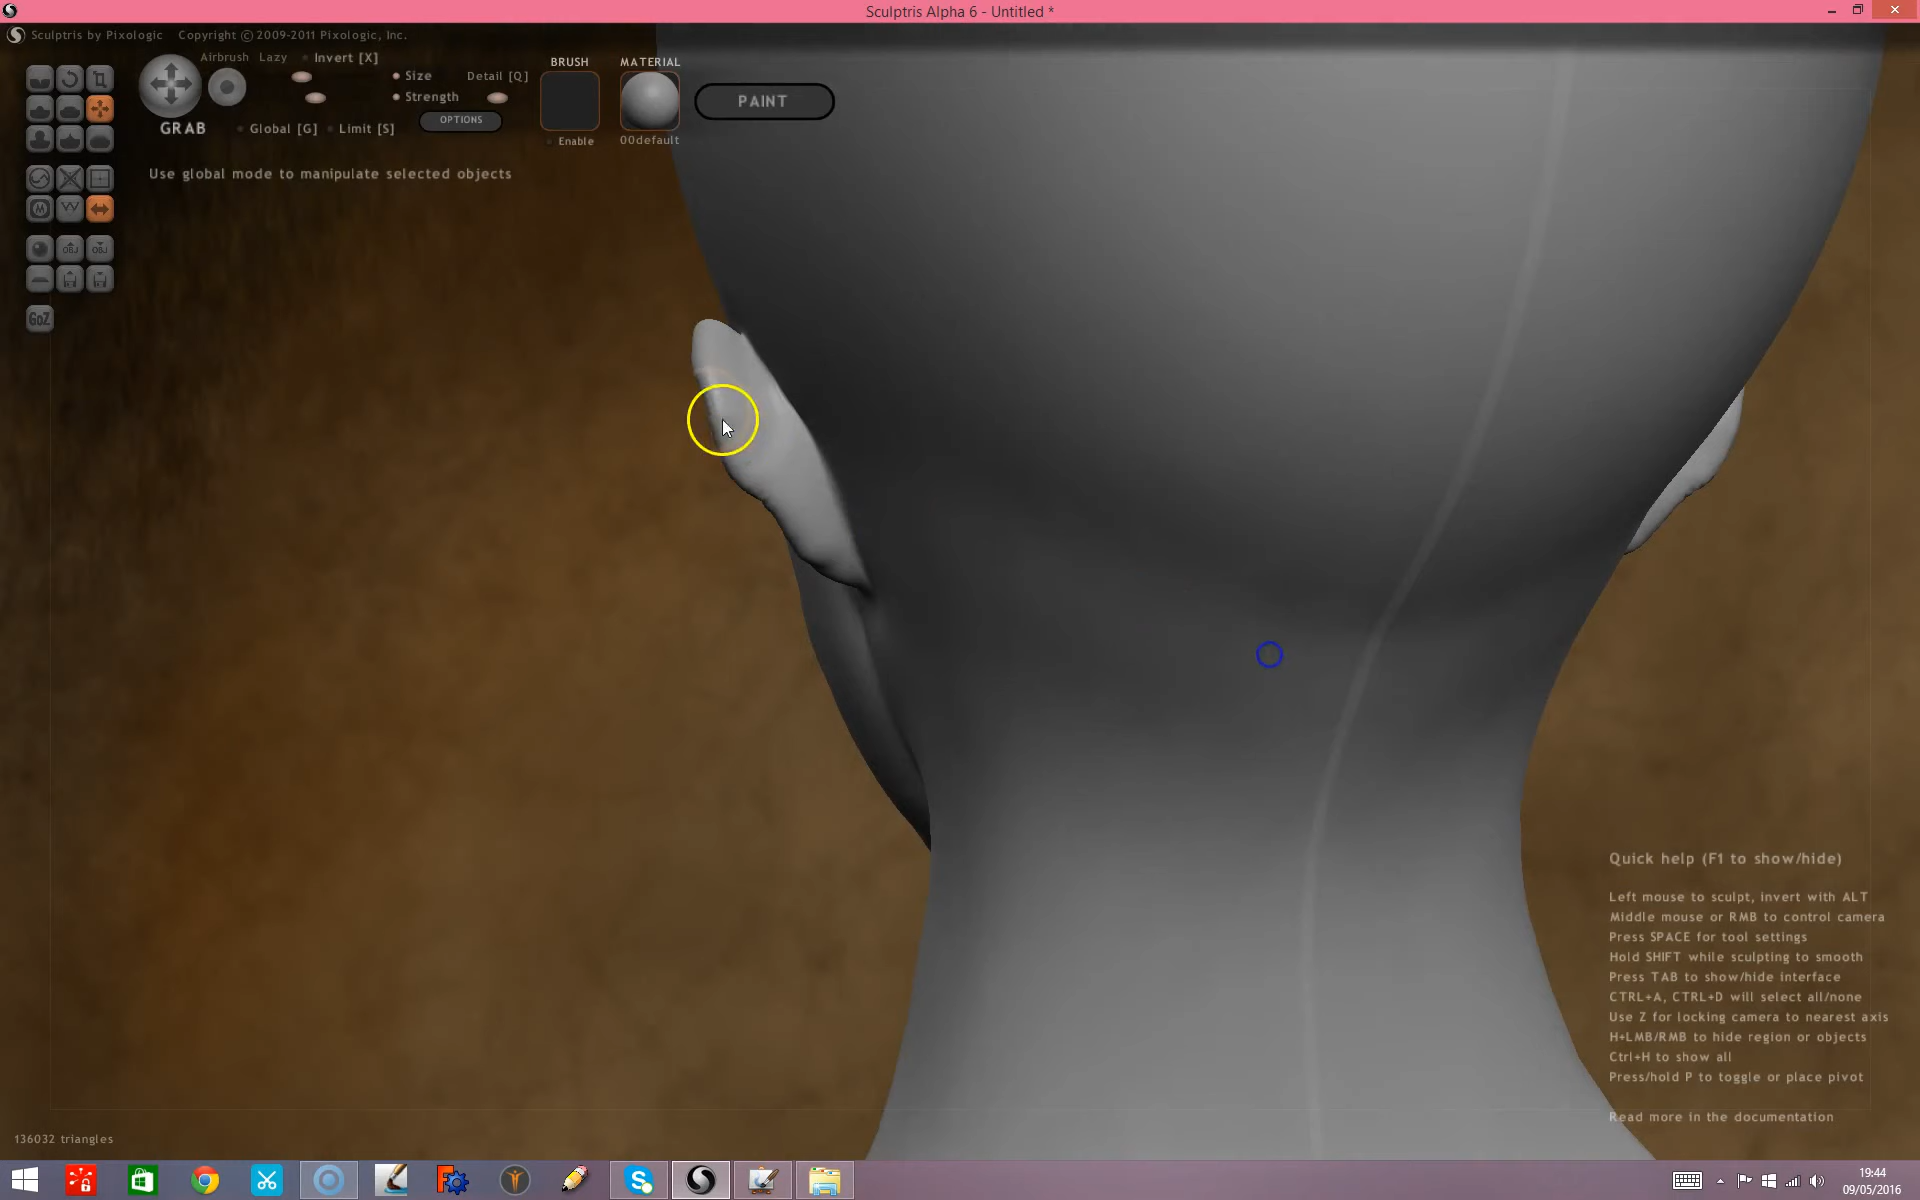 Sculptris Alpha 6 - Untitled *
Sculptris by Pixologic Copyright © 2009-2011 Pixologic, Inc.
Airbrush Lazy Invert [X]
Size Detail [Q]
Strength
GRAB Global [G] Limit [S] OPTIONS
BRUSH MATERIAL
PAINT
Enable 00default
Use global mode to manipulate selected objects
OBJ OBJ
GoZ
Quick help (F1 to show/hide)
Left mouse to sculpt, invert with ALT
Middle mouse or RMB to control camera
Press SPACE for tool settings
Hold SHIFT while sculpting to smooth
Press TAB to show/hide interface
CTRL+A, CTRL+D will select all/none
Use Z for locking camera to nearest axis
H+LMB/RMB to hide region or objects
Ctrl+H to show all
Press/hold P to toggle or place pivot
Read more in the documentation
136032 triangles
19:44
09/05/2016